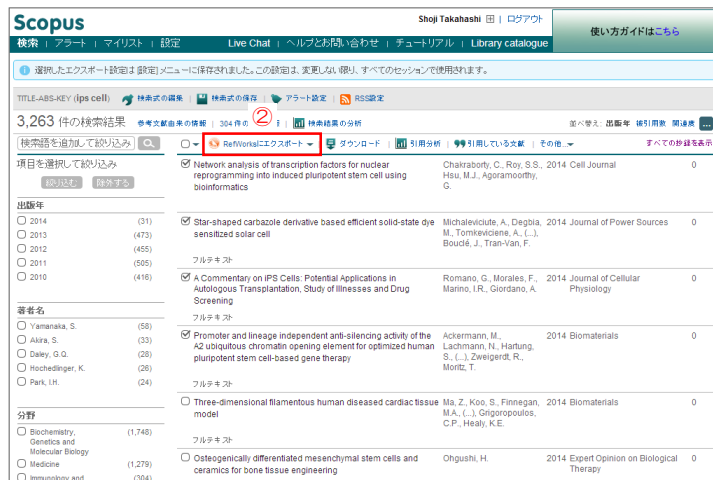 Scopus
Shoji Takahashi | ログアウト
使い方ガイドはこちら
検索 | アラート | マイリスト | 設定
Live Chat | ヘルプとお問い合わせ | チュートリアル | Library catalogue
選択したエクスポート設定は [設定] メニューに保存されました。この設定は、変更しない限り、すべてのセッションで使用されます。
TITLE-ABS-KEY (ips cell) 検索式の編集 | 検索式の保存 | アラート設定 | RSS設定
3,263 件の検索結果 参考文献由来の情報 | 304件の ② | 検索結果の分析
並べ替え: 出版年 被引用数 関連度 ...
検索語を追加して絞り込み
RefWorksにエクスポート ダウンロード | 引用分析 | 引用している文献 | その他... すべての抄録を表示
項目を選択して絞り込み
絞り込む 除外する
出版年
2014 (31)
2013 (473)
2012 (455)
2011 (505)
2010 (416)
著者名
Yamanaka, S. (58)
Akira, S. (33)
Daley, G.Q. (28)
Hochedlinger, K. (26)
Park, I.H. (24)
分野
Biochemistry, (1,748)
Genetics and
Molecular Biology
Medicine (1,279)
Immunology and (304)
Network analysis of transcription factors for nuclear Chakraborty, C., Roy, S.S., 2014 Cell Journal 0
reprogramming into induced pluripotent stem cell using Hsu, M.J., Agoramoorthy,
bioinformatics G.
Star-shaped carbazole derivative based efficient solid-state dye Michaleviciute, A., Degbia, 2014 Journal of Power Sources 0
sensitized solar cell M., Tomkeviciene, A., (...),
Bouclé, J., Tran-Van, F.
フルテキスト
A Commentary on iPS Cells: Potential Applications in Romano, G., Morales, F., 2014 Journal of Cellular 0
Autologous Transplantation, Study of Illnesses and Drug Marino, I.R., Giordano, A. Physiology
Screening
フルテキスト
Promoter and lineage independent anti-silencing activity of the Ackermann, M., 2014 Biomaterials 0
A2 ubiquitous chromatin opening element for optimized human Lachmann, N., Hartung,
pluripotent stem cell-based gene therapy S., (...), Zweigerdt, R.,
Moritz, T.
フルテキスト
Three-dimensional filamentous human diseased cardiac tissue Ma, Z., Koo, S., Finnegan, 2014 Biomaterials 0
model M.A., (...), Grigoropoulos,
C.P., Healy, K.E.
フルテキスト
Osteogenically differentiated mesenchymal stem cells and Ohgushi, H. 2014 Expert Opinion on Biological 0
ceramics for bone tissue engineering Therapy